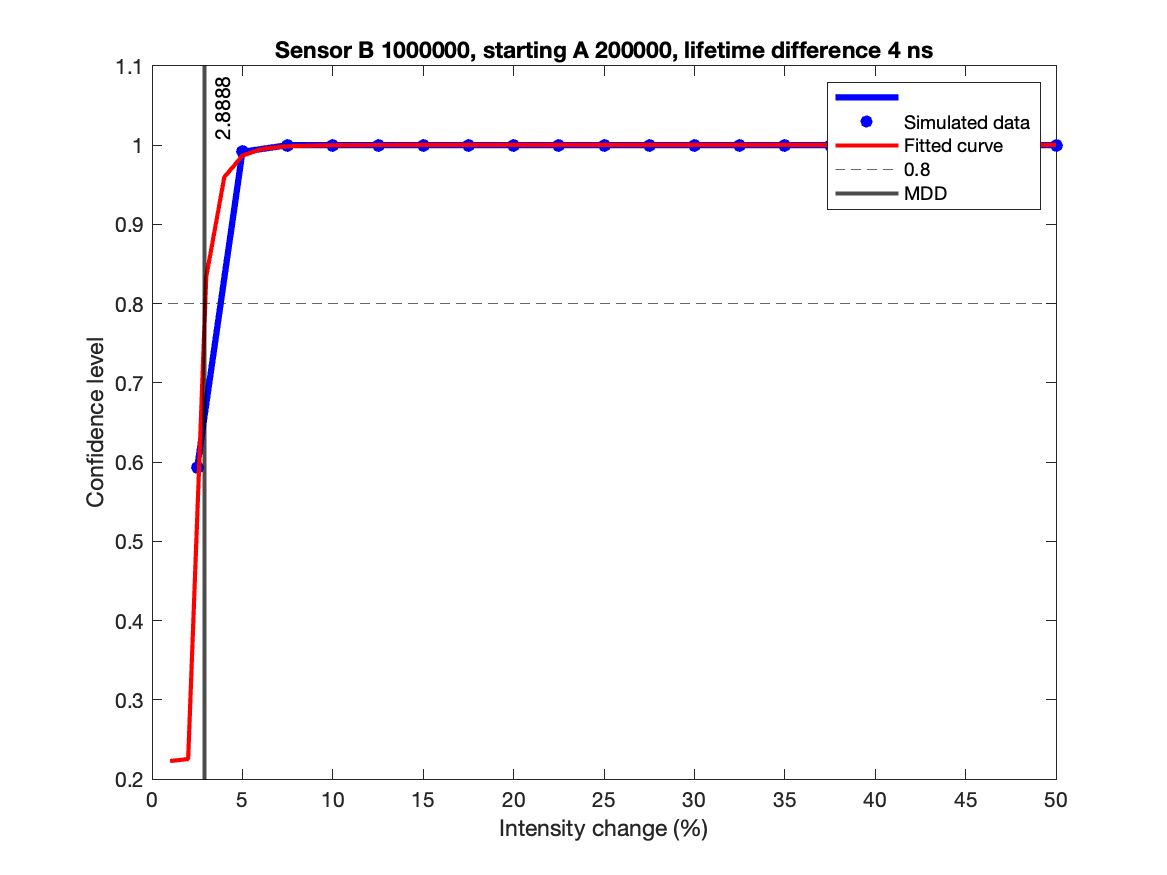 Sensor B 1000000, starting A 200000, lifetime difference 4 ns
1.1
1
0.9
0.8
0.7
0.6
0.5
0.4
0.3
0.2
Confidence level
2.8888
Simulated data
Fitted curve
0.8
MDD
0 5 10 15 20 25 30 35 40 45 50
Intensity change (%)